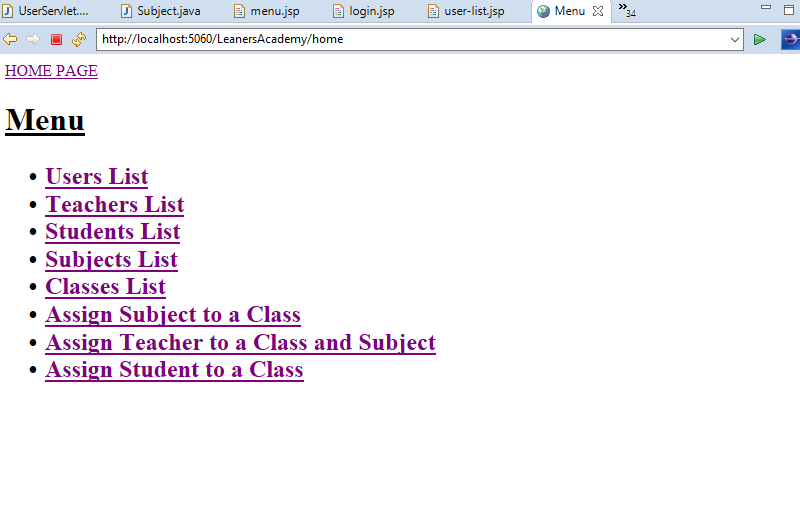 UserServlet.... Subject.java menu.jsp login.jsp user-list.jsp Menu 34
http://localhost:5060/LeanersAcademy/home
HOME PAGE
Menu
• Users List
• Teachers List
• Students List
• Subjects List
• Classes List
• Assign Subject to a Class
• Assign Teacher to a Class and Subject
• Assign Student to a Class